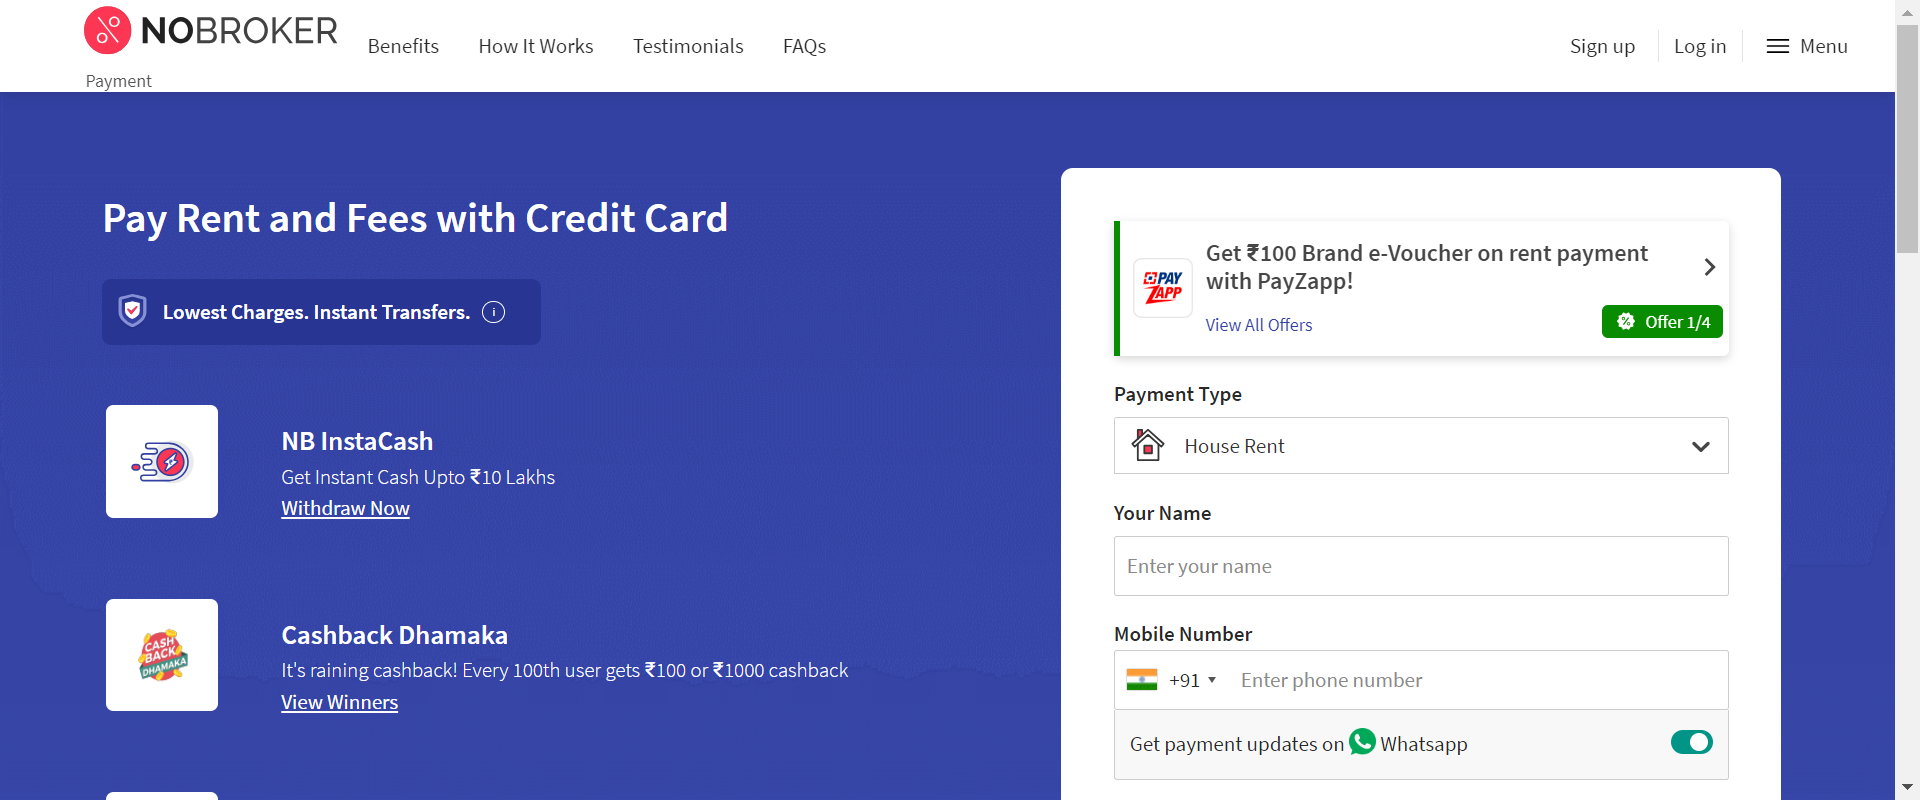 NOBROKER
Payment
Benefits
How It Works
Testimonials
FAQs
Sign up
Log in
Menu
Pay Rent and Fees with Credit Card
Lowest Charges. Instant Transfers.
i
NB InstaCash
Get Instant Cash Upto ₹10 Lakhs
Withdraw Now
CASH
BACK
DHAMAKA
Cashback Dhamaka
It's raining cashback! Every 100th user gets ₹100 or ₹1000 cashback
View Winners
PAY
ZAPP
Get ₹100 Brand e-Voucher on rent payment
with PayZapp!
View All Offers
% Offer 1/4
Payment Type
House Rent
Your Name
Enter your name
Mobile Number
+91
Enter phone number
Get payment updates on Whatsapp